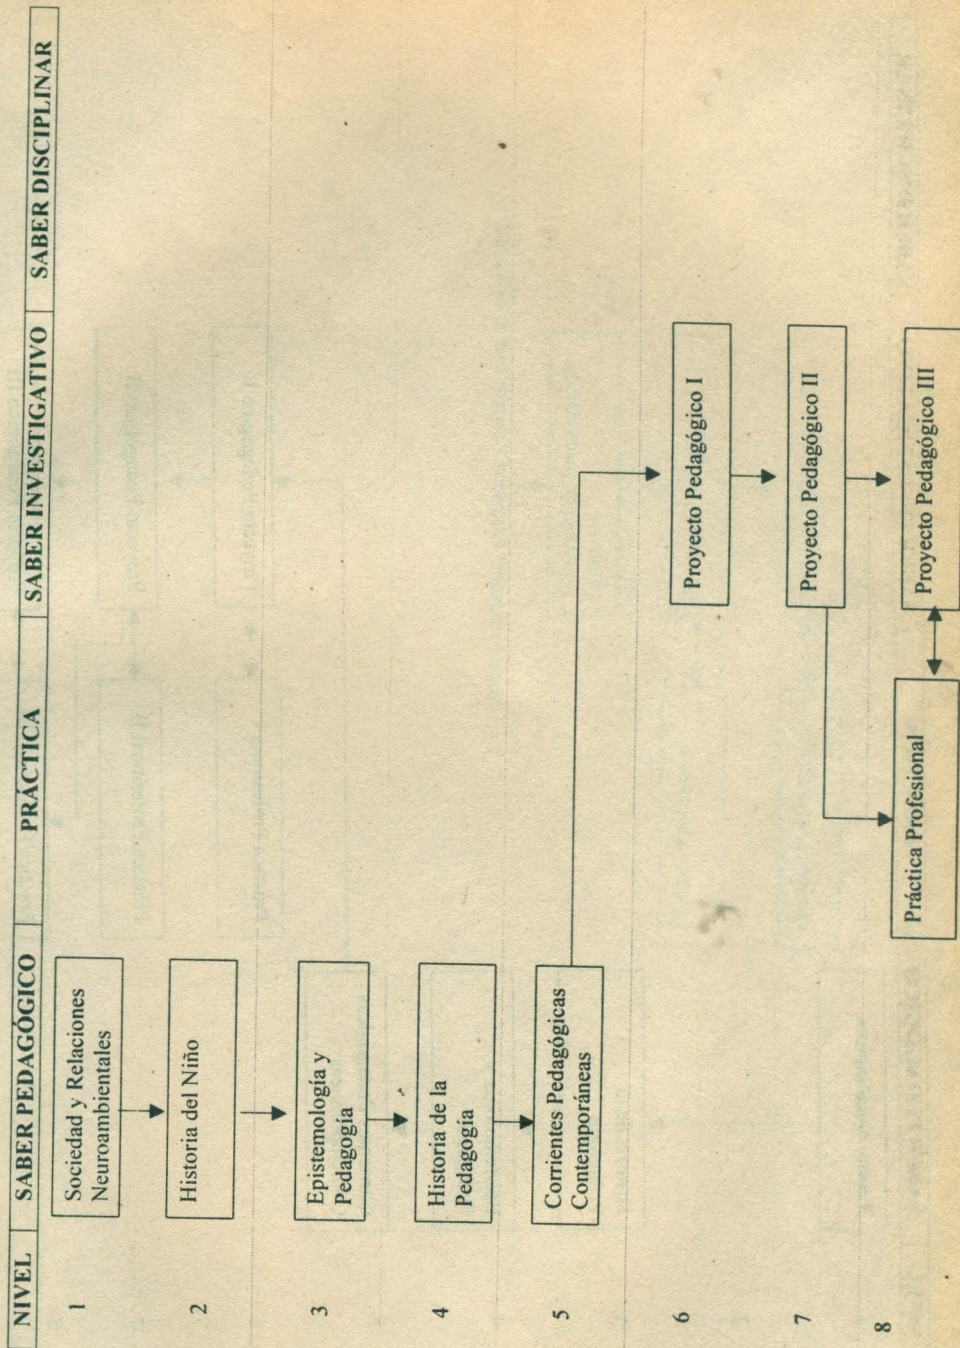 NIVEL SABER PEDAGÓGICO PRÁCTICA SABER INVESTIGATIVO SABER DISCIPLINAR
1
Sociedad y Relaciones
Neuroambientales
2
Historia del Niño
3
Epistemología y
Pedagogía
4
Historia de la
Pedagogía
5
Corrientes Pedagógicas
Contemporáneas
6
Proyecto Pedagógico I
7
Proyecto Pedagógico II
8
Práctica Profesional
Proyecto Pedagógico III